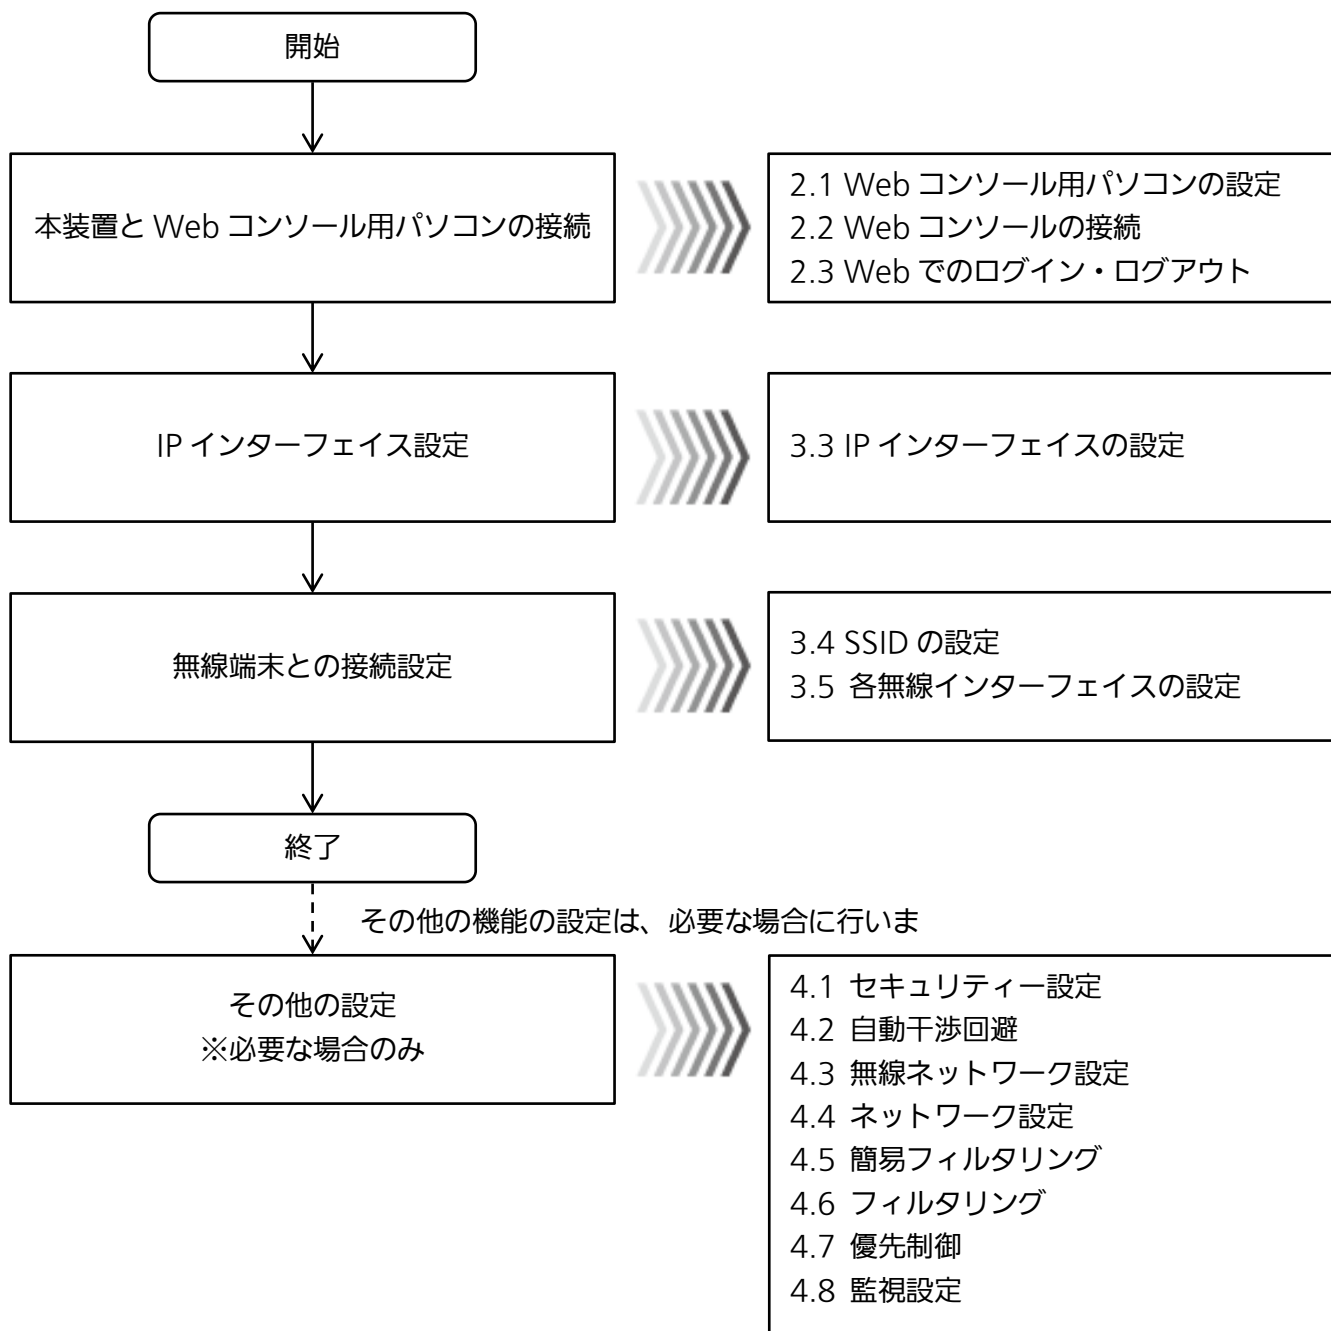 開始
本装置と Web コンソール用パソコンの接続
2.1 Web コンソール用パソコンの設定
2.2 Web コンソールの接続
2.3 Web でのログイン・ログアウト
IP インターフェイス設定
3.3 IP インターフェイスの設定
無線端末との接続設定
3.4 SSID の設定
3.5 各無線インターフェイスの設定
終了
その他の機能の設定は、必要な場合に行いま
その他の設定
※必要な場合のみ
4.1 セキュリティー設定
4.2 自動干渉回避
4.3 無線ネットワーク設定
4.4 ネットワーク設定
4.5 簡易フィルタリング
4.6 フィルタリング
4.7 優先制御
4.8 監視設定